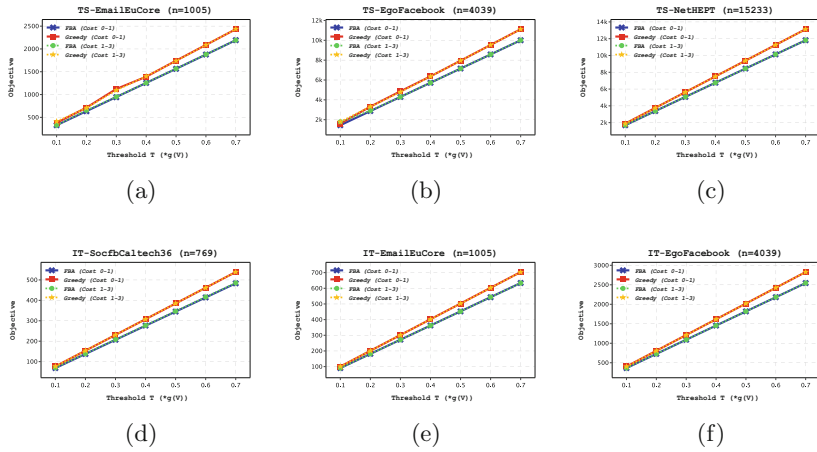 TS-EmailEuCore (n=1005)
FBA (Cost 0-1)
Greedy (Cost 0-1)
FBA (Cost 1-3)
Greedy (Cost 1-3)
Objective
2500
2000
1500
1000
500
0.1 0.2 0.3 0.4 0.5 0.6 0.7
Threshold T (*g(V))
(a)
TS-EgoFacebook (n=4039)
FBA (Cost 0-1)
Greedy (Cost 0-1)
FBA (Cost 1-3)
Greedy (Cost 1-3)
Objective
12k
10k
8k
6k
4k
2k
0.1 0.2 0.3 0.4 0.5 0.6 0.7
Threshold T (*g(V))
(b)
TS-NetHEPT (n=15233)
FBA (Cost 0-1)
Greedy (Cost 0-1)
FBA (Cost 1-3)
Greedy (Cost 1-3)
Objective
14k
12k
10k
8k
6k
4k
2k
0.1 0.2 0.3 0.4 0.5 0.6 0.7
Threshold T (*g(V))
(c)
IT-SocfbCaltech36 (n=769)
FBA (Cost 0-1)
Greedy (Cost 0-1)
FBA (Cost 1-3)
Greedy (Cost 1-3)
Objective
500
400
300
200
100
0.1 0.2 0.3 0.4 0.5 0.6 0.7
Threshold T (*g(V))
(d)
IT-EmailEuCore (n=1005)
FBA (Cost 0-1)
Greedy (Cost 0-1)
FBA (Cost 1-3)
Greedy (Cost 1-3)
Objective
700
600
500
400
300
200
100
0.1 0.2 0.3 0.4 0.5 0.6 0.7
Threshold T (*g(V))
(e)
IT-EgoFacebook (n=4039)
FBA (Cost 0-1)
Greedy (Cost 0-1)
FBA (Cost 1-3)
Greedy (Cost 1-3)
Objective
3000
2500
2000
1500
1000
500
0.1 0.2 0.3 0.4 0.5 0.6 0.7
Threshold T (*g(V))
(f)